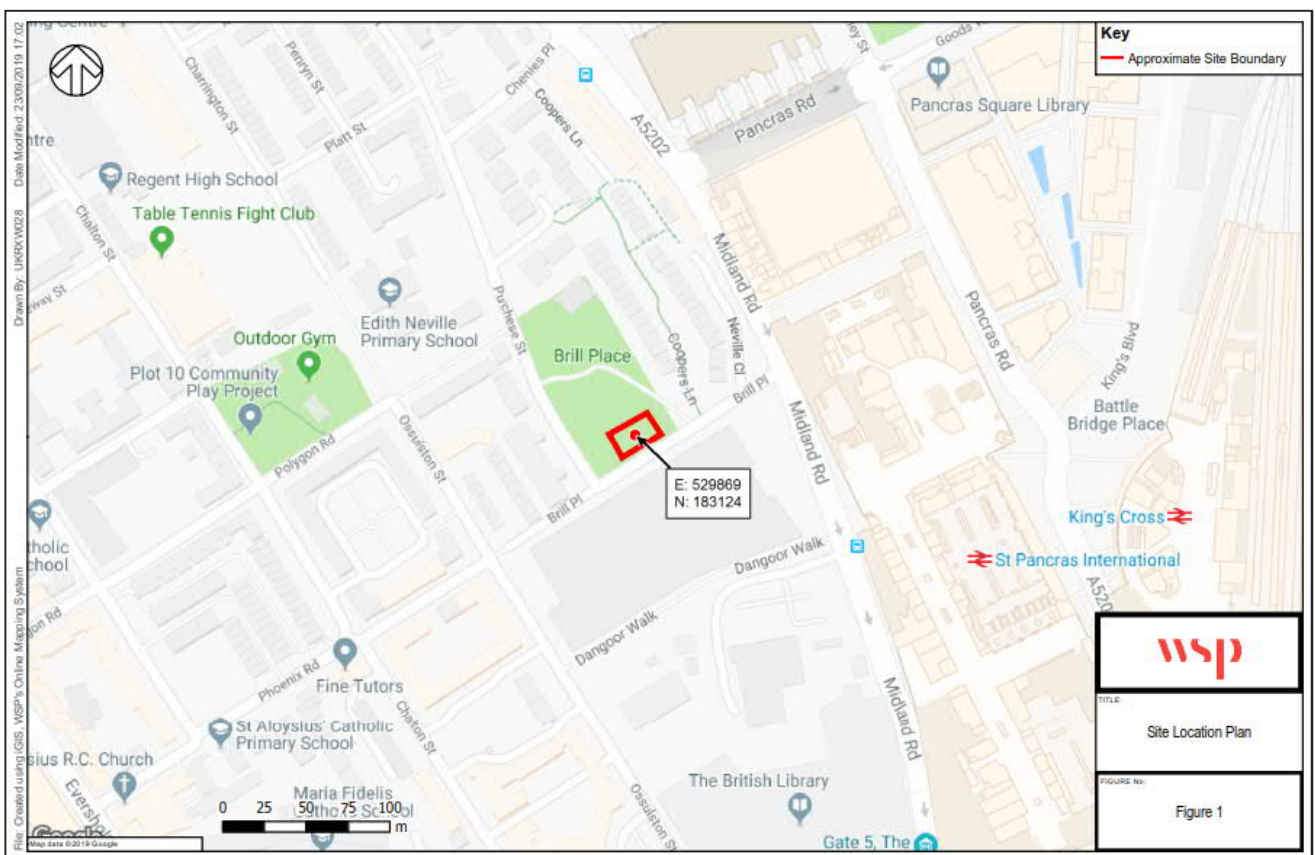 Date Modified: 23/09/2019 17:02
Drawn By: UKRXW028
File: Created using iGIS, WSP's Online Mapping System
Key
Approximate Site Boundary
Charrington St
Penryn St
Platt St
Chenies Pl
Coopers Ln
A5202
Pancras Rd
Goods
Pancras Square Library
Regent High School
Table Tennis Fight Club
Chalton St
Edith Neville
Primary School
Outdoor Gym
Plot 10 Community
Play Project
Polygon Rd
Ossulston St
Purchese St
Brill Place
Coopers Ln
Neville Cl
Brill Pl
Midland Rd
Midland Rd
Pancras Rd
King's Blvd
Battle
Bridge Place
E: 529869
N: 183124
Brill Pl
King's Cross
St Pancras International
Dangoor Walk
Dangoor Walk
Phoenix Rd
Fine Tutors
St Aloysius' Catholic
Primary School
Chalton St
sius R.C. Church
Maria Fidelis
Catholic School
Ossulston St
Midland Rd
The British Library
Gate 5, The
0 25 50 75 100
m
Google
Map data ©2019 Google
wsp
TITLE:
Site Location Plan
FIGURE No:
Figure 1